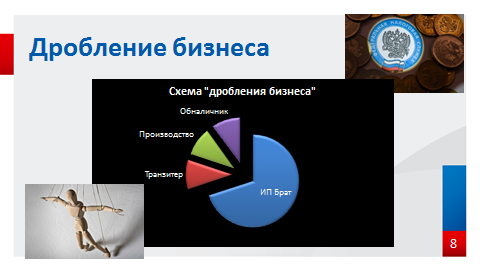 Дробление бизнеса
Схема "дробления бизнеса"
Обналичник
Производство
Транзитер
ИП Брат
8